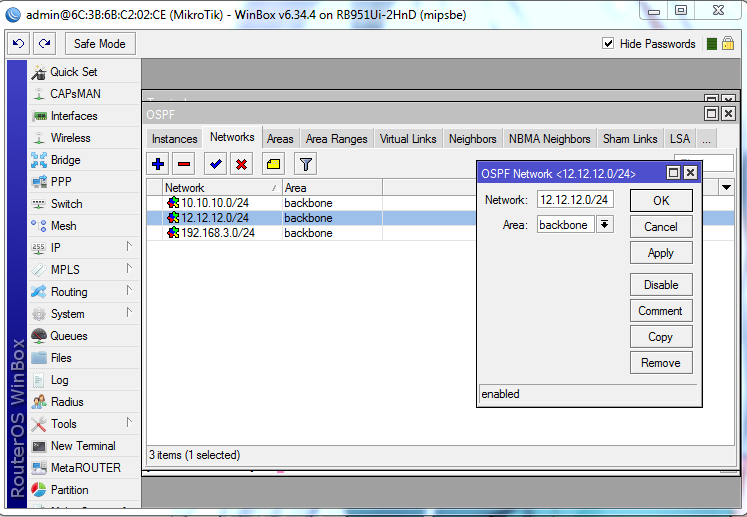 admin@6C:3B:6B:C2:02:CE (MikroTik) - WinBox v6.34.4 on RB951Ui-2HnD (mipsbe)
Safe Mode
Hide Passwords
Quick Set
CAPsMAN
Interfaces
Wireless
Bridge
PPP
Switch
Mesh
IP
MPLS
Routing
System
Queues
Files
Log
Radius
Tools
New Terminal
MetaROUTER
Partition
RouterOS WinBox
OSPF
Instances Networks Areas Area Ranges Virtual Links Neighbors NBMA Neighbors Sham Links LSA ...
Network Area
10.10.10.0/24 backbone
12.12.12.0/24 backbone
192.168.3.0/24 backbone
3 items (1 selected)
OSPF Network <12.12.12.0/24>
Network: 12.12.12.0/24
Area: backbone
OK
Cancel
Apply
Disable
Comment
Copy
Remove
enabled